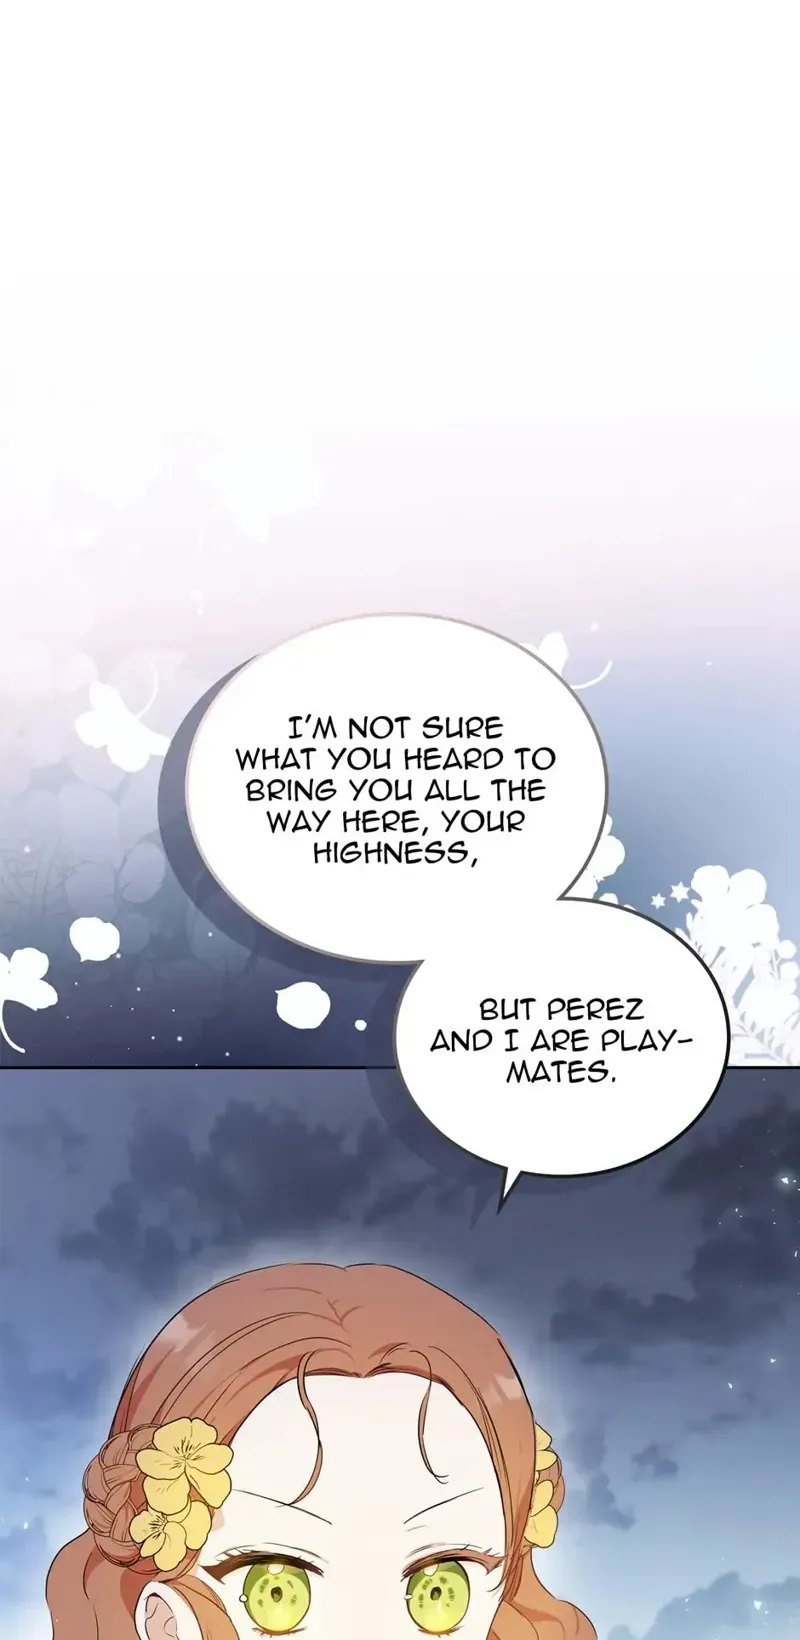 I'M NOT SURE
WHAT YOU HEARD TO
BRING YOU ALL THE
WAY HERE, YOUR
HIGHNESS,
BUT PEREZ
AND I ARE PLAY-
MATES.